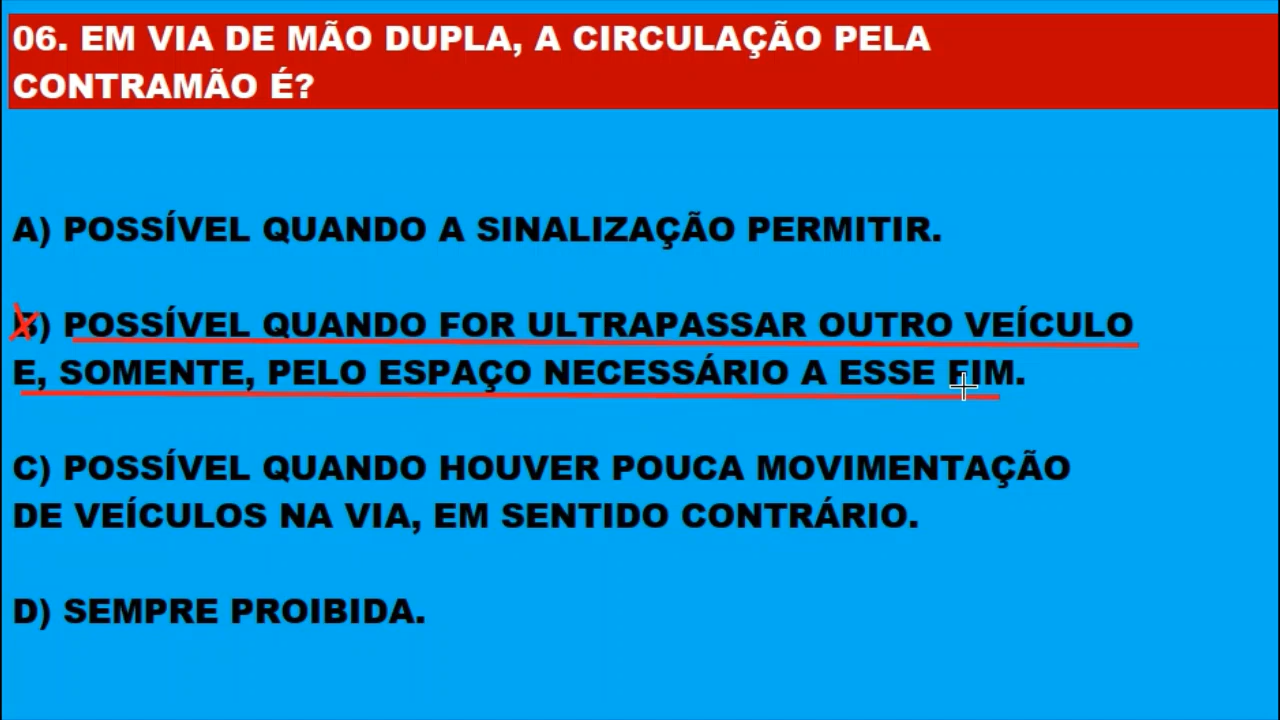 06. EM VIA DE MÃO DUPLA, A CIRCULAÇÃO PELA
CONTRAMÃO É?
A) POSSÍVEL QUANDO A SINALIZAÇÃO PERMITIR.
B) POSSÍVEL QUANDO FOR ULTRAPASSAR OUTRO VEÍCULO
E, SOMENTE, PELO ESPAÇO NECESSÁRIO A ESSE FIM.
C) POSSÍVEL QUANDO HOUVER POUCA MOVIMENTAÇÃO
DE VEÍCULOS NA VIA, EM SENTIDO CONTRÁRIO.
D) SEMPRE PROIBIDA.